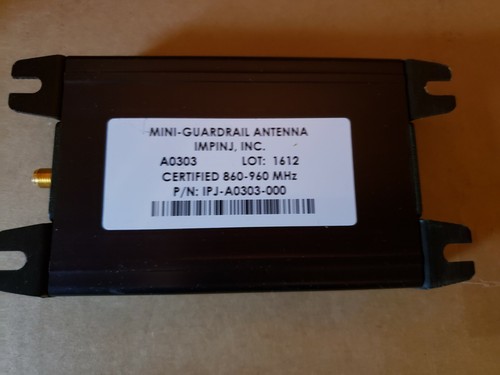 MINI-GUARDRAIL ANTENNA
IMPINJ, INC.
A0303 LOT: 1612
CERTIFIED 860-960 MHz
P/N: IPJ-A0303-000